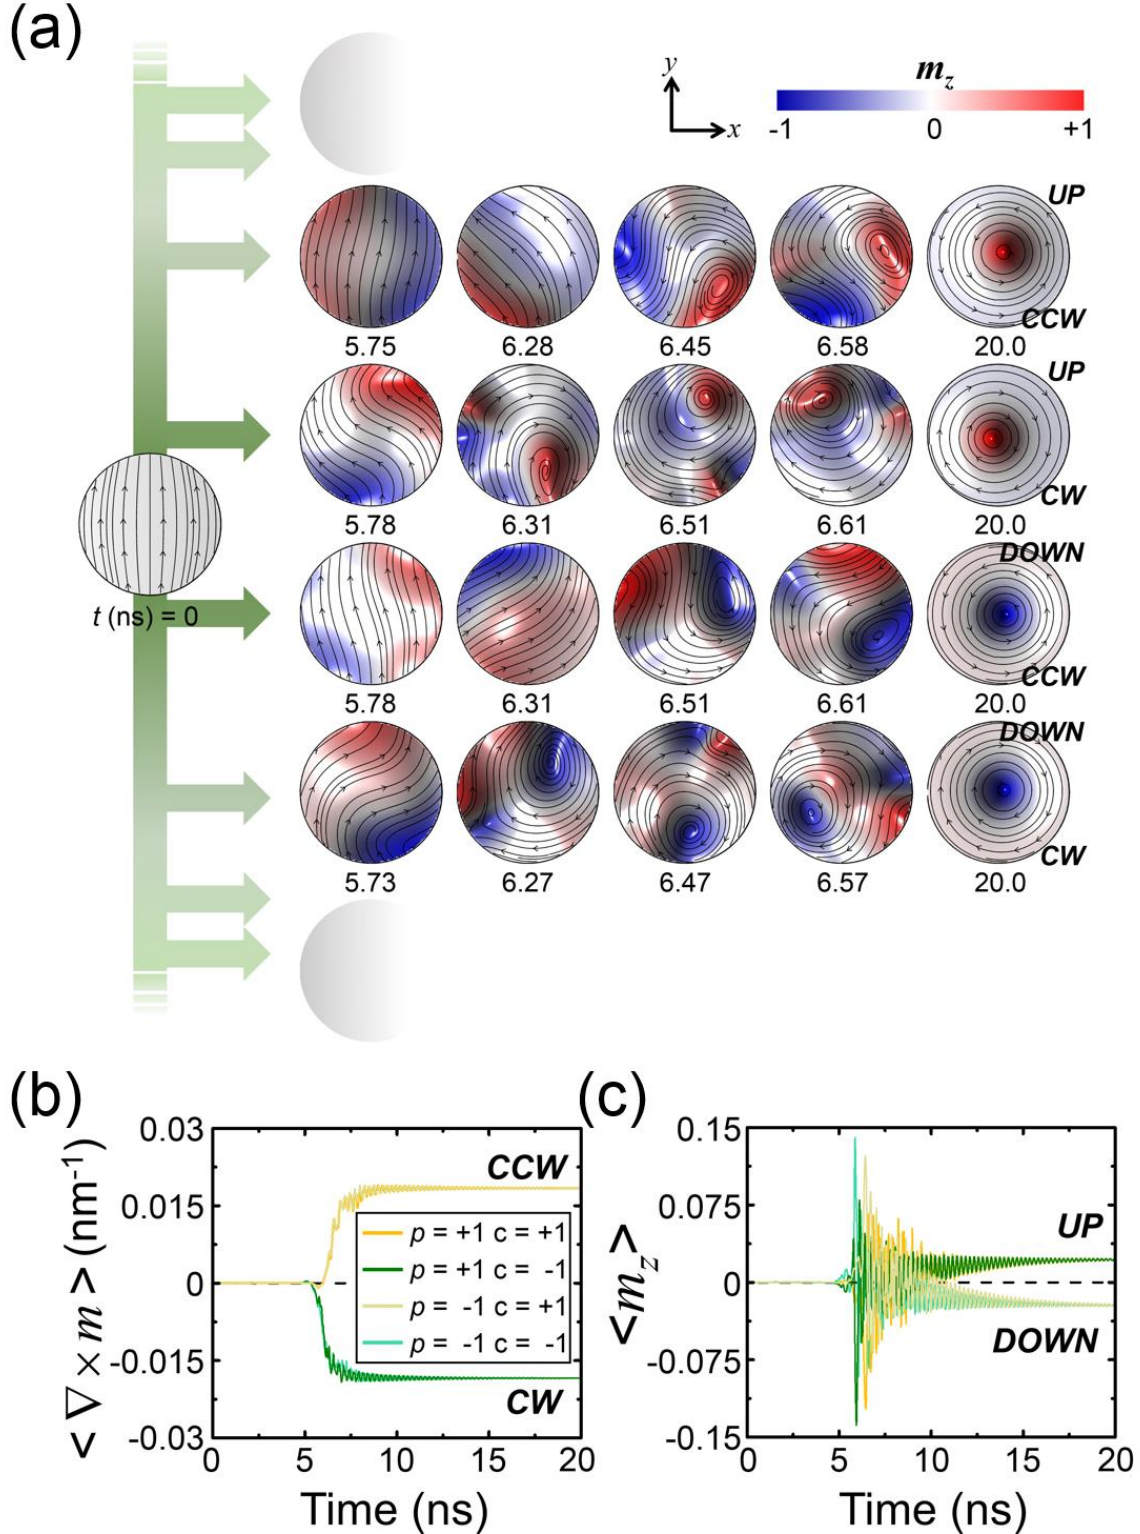 (a)
y
x
m_z
-1 0 +1
UP
CCW
5.75 6.28 6.45 6.58 20.0
UP
CW
5.78 6.31 6.51 6.61 20.0
t (ns) = 0
DOWN
CCW
5.78 6.31 6.51 6.61 20.0
DOWN
CW
5.73 6.27 6.47 6.57 20.0
(b)
< ∇ × m > (nm⁻¹)
0.03
0.015
0
-0.015
-0.03
CCW
p = +1 c = +1
p = +1 c = -1
p = -1 c = +1
p = -1 c = -1
CW
0 5 10 15 20
Time (ns)
(c)
<m_z>
0.15
0.075
0
-0.075
-0.15
UP
DOWN
0 5 10 15 20
Time (ns)